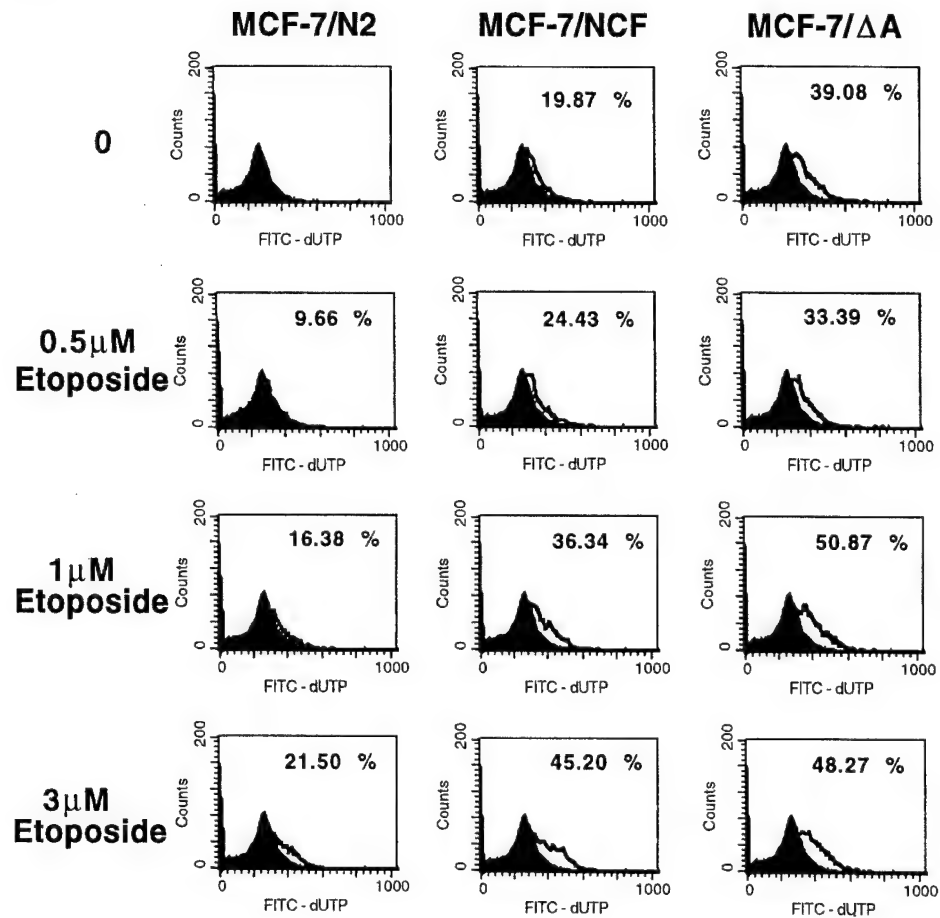 MCF-7/N2 MCF-7/NCF MCF-7/ΔA
0
200
Counts
0
0 1000
FITC - dUTP
19.87 %
200
Counts
0
0 1000
FITC - dUTP
39.08 %
200
Counts
0
0 1000
FITC - dUTP
0.5μM
Etoposide
9.66 %
200
Counts
0
0 1000
FITC - dUTP
24.43 %
200
Counts
0
0 1000
FITC - dUTP
33.39 %
200
Counts
0
0 1000
FITC - dUTP
1μM
Etoposide
16.38 %
200
Counts
0
0 1000
FITC - dUTP
36.34 %
200
Counts
0
0 1000
FITC - dUTP
50.87 %
200
Counts
0
0 1000
FITC - dUTP
3μM
Etoposide
21.50 %
200
Counts
0
0 1000
FITC - dUTP
45.20 %
200
Counts
0
0 1000
FITC - dUTP
48.27 %
200
Counts
0
0 1000
FITC - dUTP